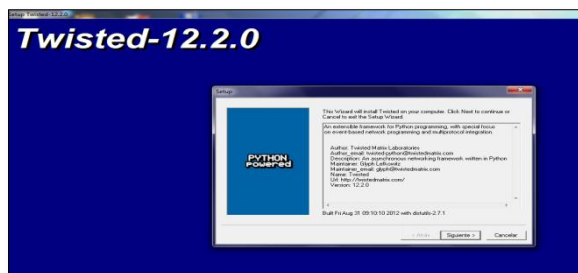 Setup Twisted-12.2.0
Twisted-12.2.0
Setup
This Wizard will install Twisted on your computer. Click Next to continue or
Cancel to exit the Setup Wizard.
An extensible framework for Python programming, with special focus
on event-based network programming and multiprotocol integration.
Author: Twisted Matrix Laboratories
Author_email: twisted-python@twistedmatrix.com
Description: An asynchronous networking framework written in Python
Maintainer: Glyph Lefkowitz
Maintainer_email: glyph@twistedmatrix.com
Name: Twisted
Url: http://twistedmatrix.com/
Version: 12.2.0
PYTHON
Powered
Built Fri Aug 31 09:10:10 2012 with distutils-2.7.1
< Atrás
Siguiente >
Cancelar